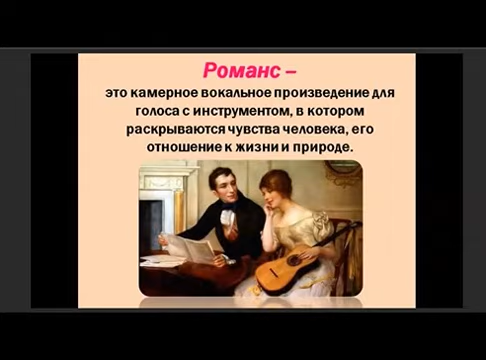 Романс –
это камерное вокальное произведение для
голоса с инструментом, в котором
раскрываются чувства человека, его
отношение к жизни и природе.